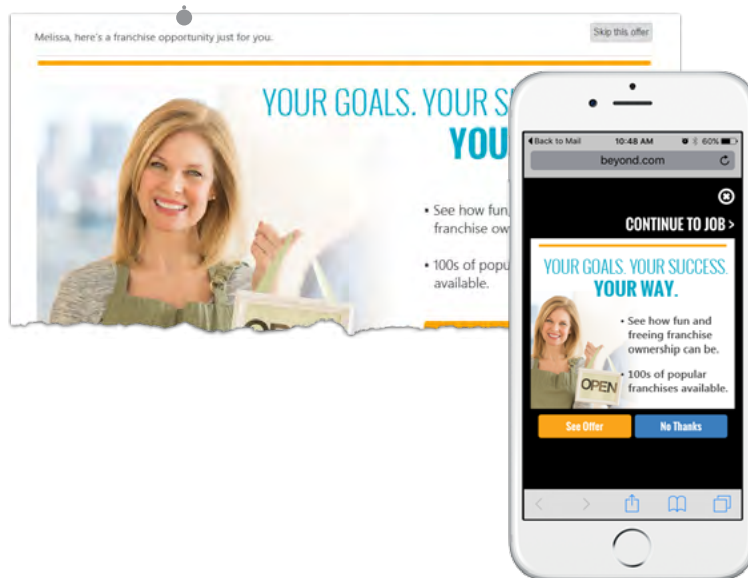 Melissa, here's a franchise opportunity just for you.
Skip this offer
YOUR GOALS. YOUR S
YOU
• See how fun
franchise ow
• 100s of popu
available.
OPEN
Back to Mail 10:48 AM 60%
beyond.com
CONTINUE TO JOB >
YOUR GOALS. YOUR SUCCESS.
YOUR WAY.
• See how fun and
freeing franchise
ownership can be.
• 100s of popular
franchises available.
OPEN
See Offer No Thanks